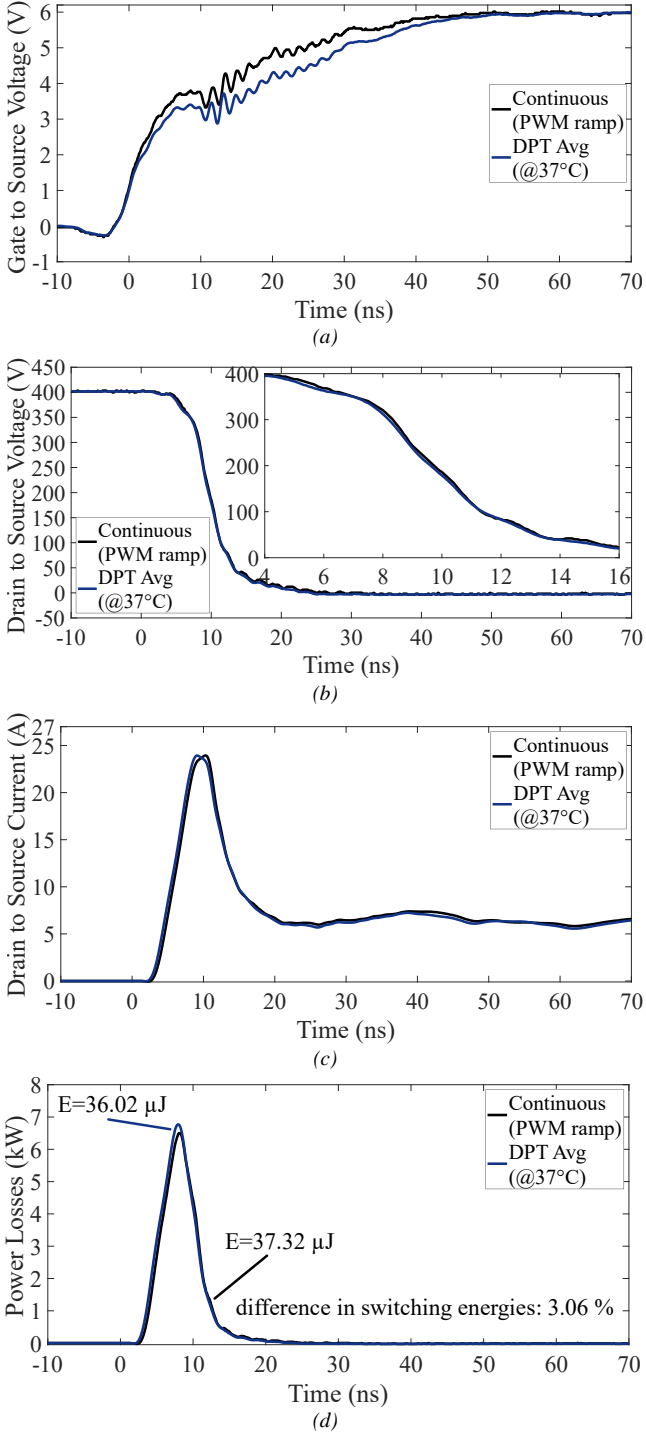 Gate to Source Voltage (V)
6
5
4
3
2
1
0
-1
Continuous
(PWM ramp)
DPT Avg
(@37°C)
-10 0 10 20 30 40 50 60 70
Time (ns)
(a)
Drain to Source Voltage (V)
450
400
350
300
250
200
150
100
50
0
-50
400
300
200
100
0
4 6 8 10 12 14 16
Continuous
(PWM ramp)
DPT Avg
(@37°C)
-10 0 10 20 30 40 50 60 70
Time (ns)
(b)
Drain to Source Current (A)
27
25
20
15
10
5
0
Continuous
(PWM ramp)
DPT Avg
(@37°C)
-10 0 10 20 30 40 50 60 70
Time (ns)
(c)
Power Losses (kW)
8
7
6
5
4
3
2
1
0
E=36.02 µJ
Continuous
(PWM ramp)
DPT Avg
(@37°C)
E=37.32 µJ
difference in switching energies: 3.06 %
-10 0 10 20 30 40 50 60 70
Time (ns)
(d)